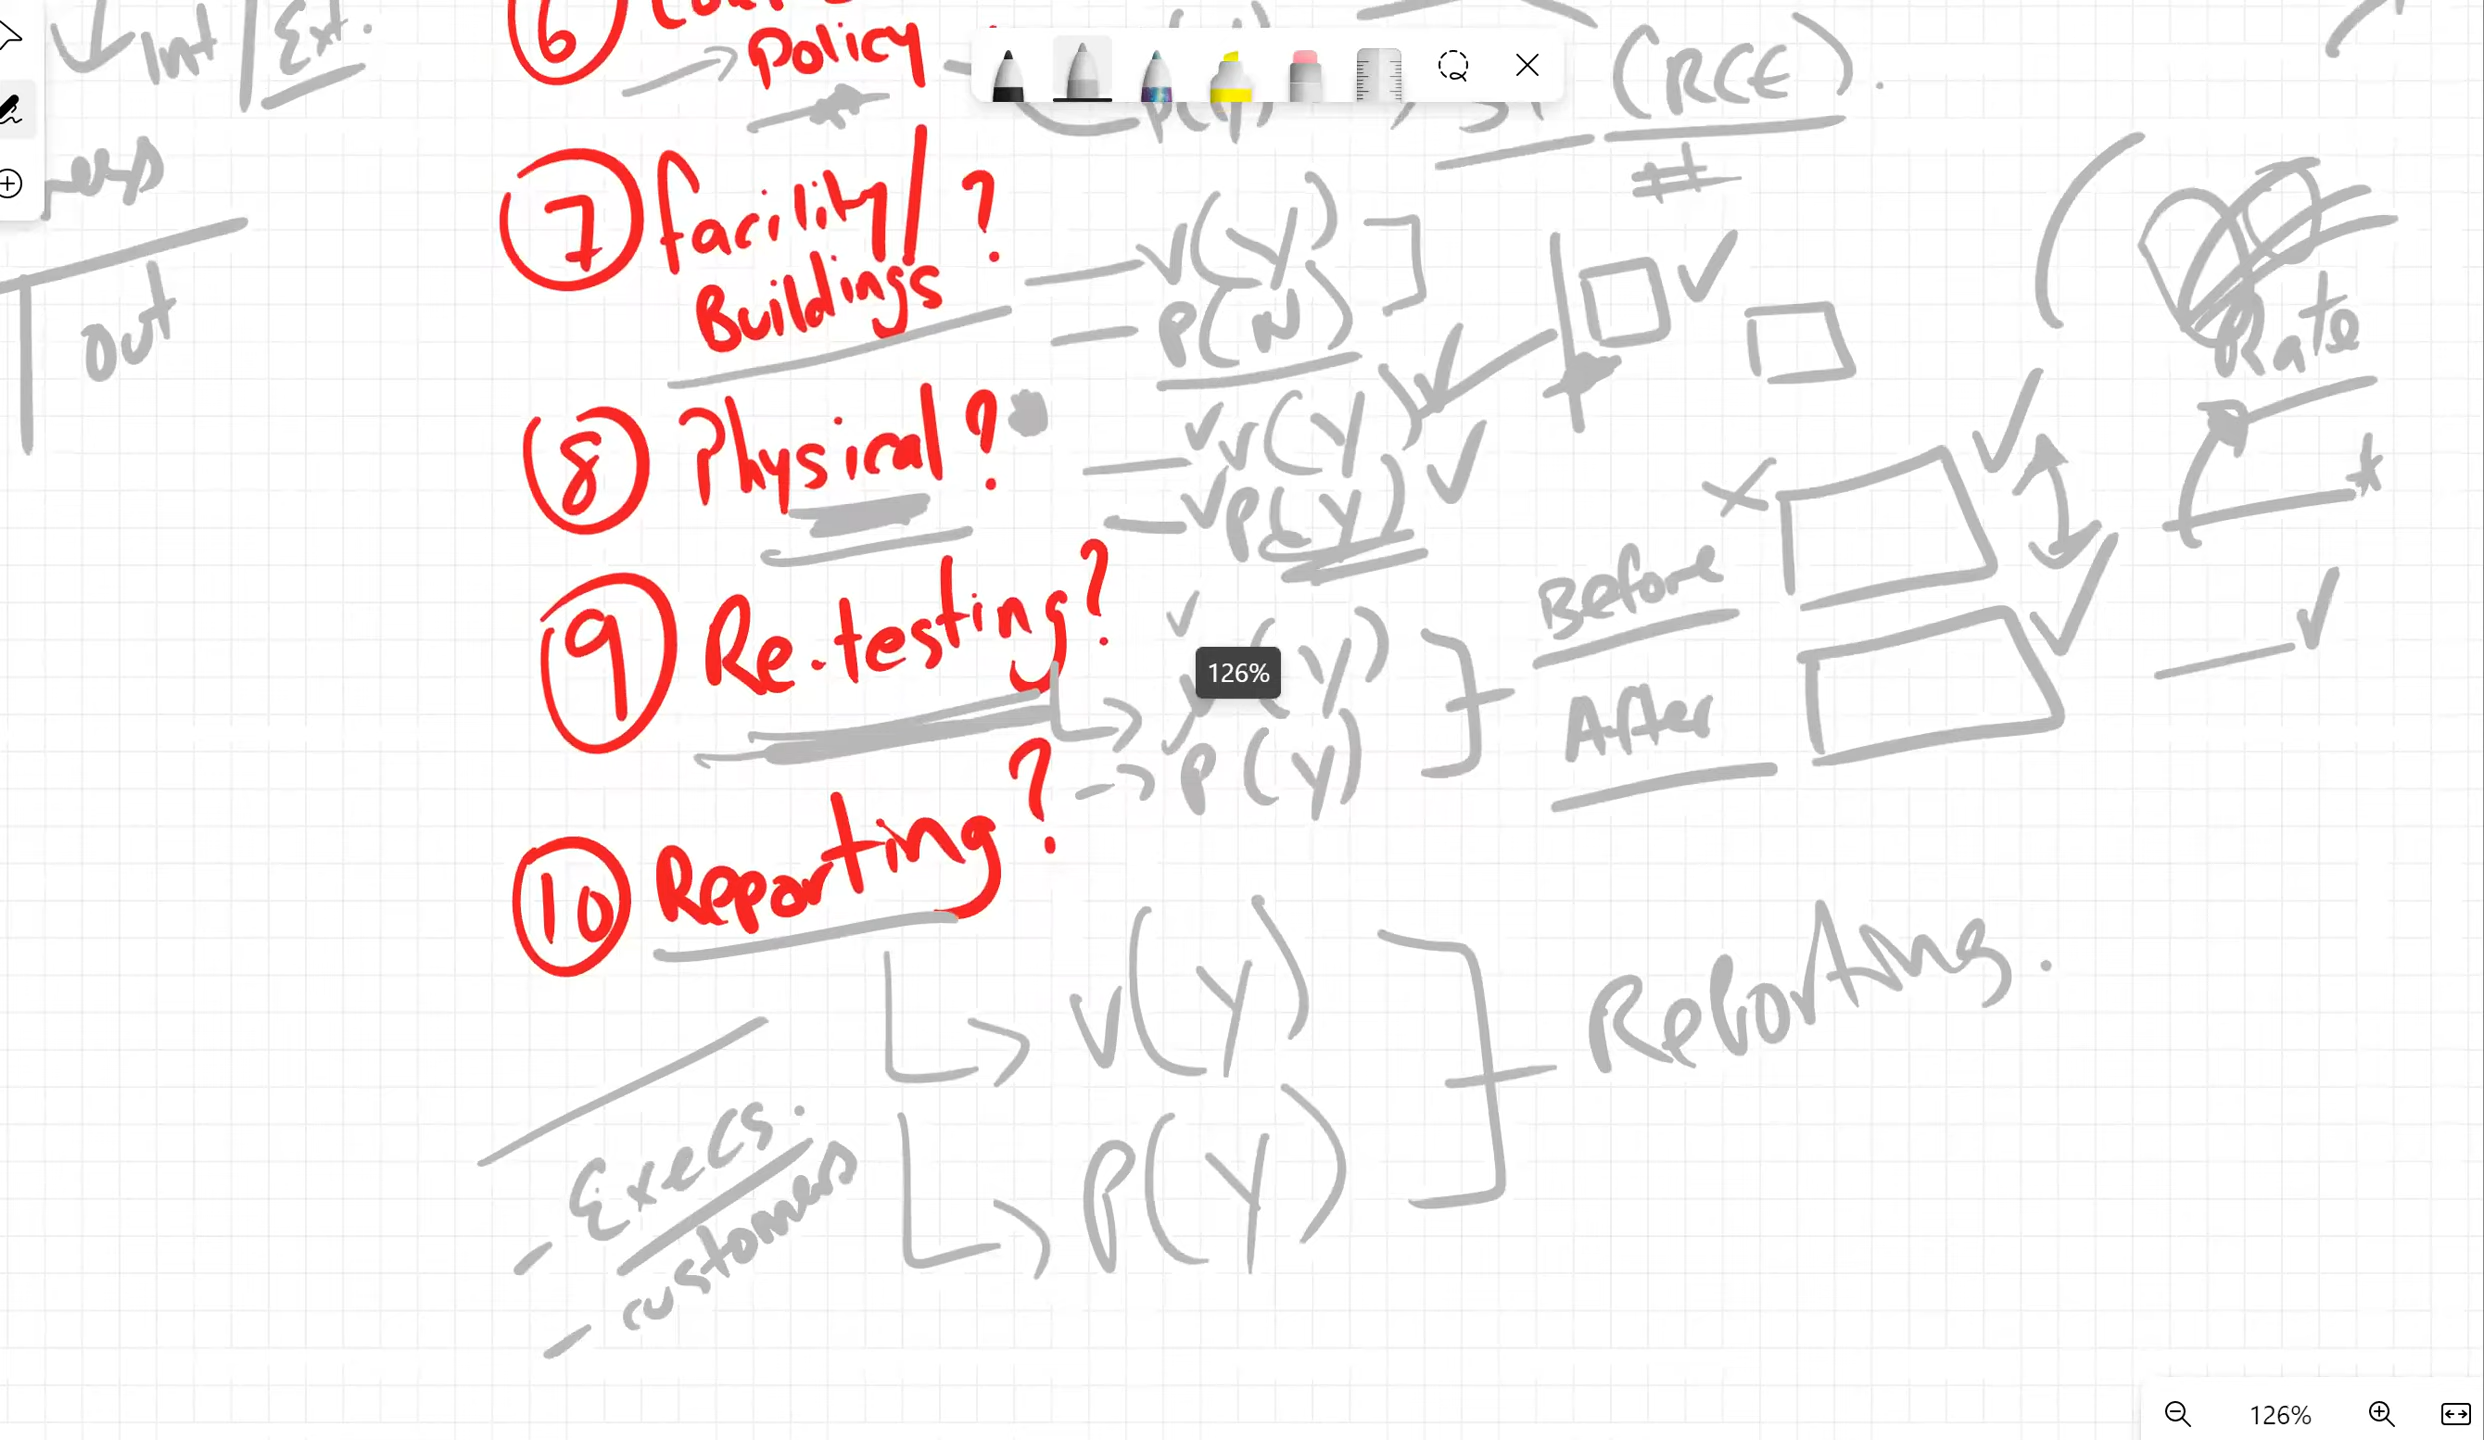 Int/Ext.
out
6
Policy
(RCE).
7 Facility/
Buildings ?
V(Y)
P(N)
8 Physical ?
V(Y)
P(Y)
Rate
9 Re-testing?
(Y)
P(Y)
126%
Before
After
10 Reporting?
V(Y)
P(Y)
Reporting.
- Execs.
- customers
126%